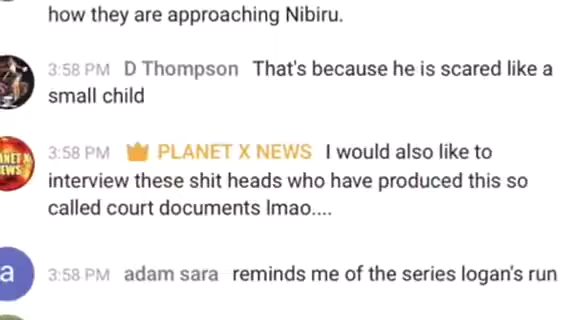 how they are approaching Nibiru.
3:58 PM D Thompson That's because he is scared like a
small child
3:58 PM PLANET X NEWS I would also like to
interview these shit heads who have produced this so
called court documents lmao....
a 3:58 PM adam sara reminds me of the series logan's run